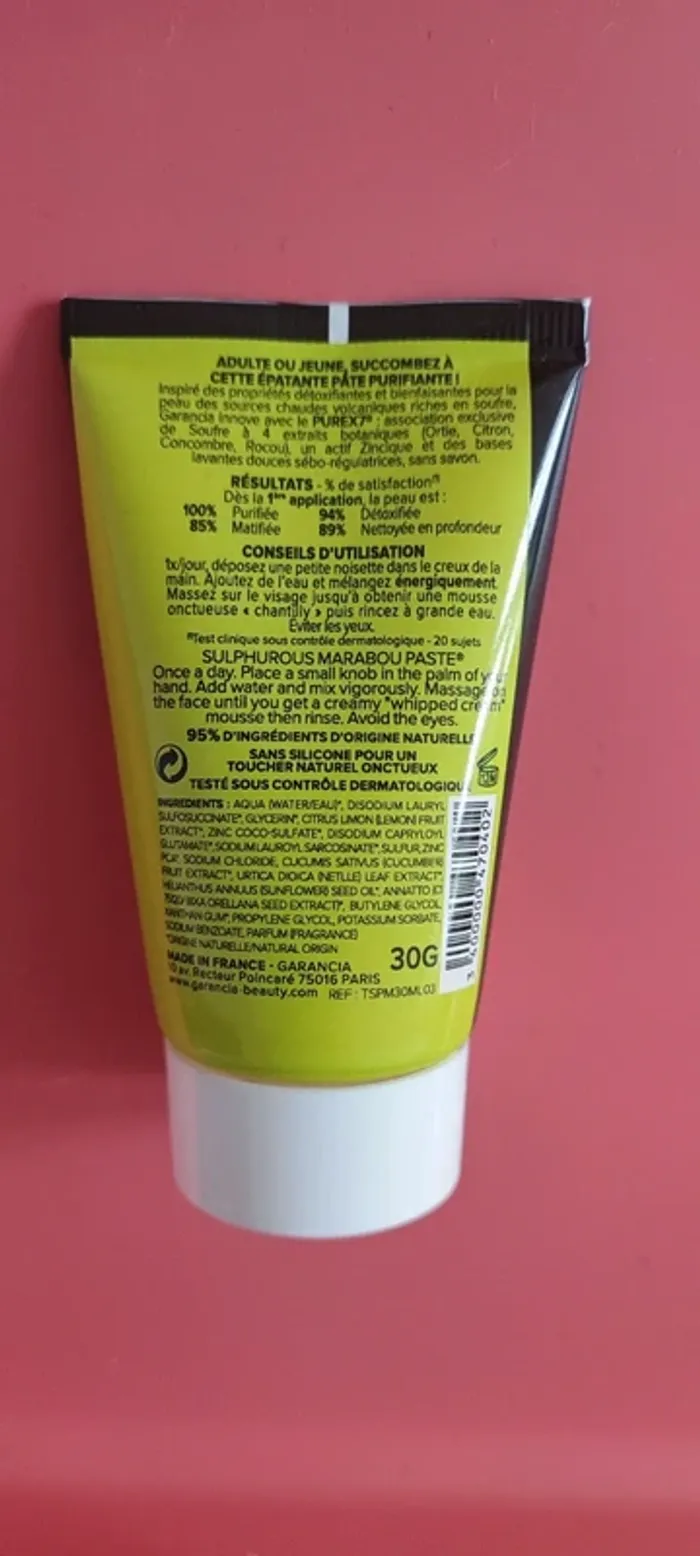 ADULTE OU JEUNE, SUCCOMBEZ À
CETTE ÉPATANTE PÂTE PURIFIANTE !
Inspiré des propriétés détoxifiantes et bienfaisantes pour la
peau des sources chaudes volcaniques riches en soufre,
Garancia innove avec le PUREX7® : association exclusive
de Soufre à 4 extraits botaniques (Ortie, Citron,
Concombre, Rocou), un actif Zincique et des bases
lavantes douces sébo-régulatrices, sans savon.
RÉSULTATS - % de satisfaction⁽¹⁾
Dès la 1ère application, la peau est :
100% Purifiée 94% Détoxifiée
85% Matifiée 89% Nettoyée en profondeur
CONSEILS D'UTILISATION
1x/jour, déposez une petite noisette dans le creux de la
main. Ajoutez de l'eau et mélangez énergiquement.
Massez sur le visage jusqu'à obtenir une mousse
onctueuse « chantilly » puis rincez à grande eau.
Éviter les yeux.
⁽¹⁾Test clinique sous contrôle dermatologique - 20 sujets
SULPHUROUS MARABOU PASTE®
Once a day. Place a small knob in the palm of your
hand. Add water and mix vigorously. Massage on
the face until you get a creamy "whipped cream"
mousse then rinse. Avoid the eyes.
95% D'INGRÉDIENTS D'ORIGINE NATURELLE
SANS SILICONE POUR UN
TOUCHER NATUREL ONCTUEUX
TESTÉ SOUS CONTRÔLE DERMATOLOGIQUE
INGREDIENTS : AQUA (WATER/EAU)*, DISODIUM LAURYL
SULFOSUCCINATE*, GLYCERIN*, CITRUS LIMON (LEMON) FRUIT
EXTRACT*, ZINC COCO-SULFATE*, DISODIUM CAPRYLOYL
GLUTAMATE*, SODIUM LAUROYL SARCOSINATE*, SULFUR, ZINC
PCA*, SODIUM CHLORIDE, CUCUMIS SATIVUS (CUCUMBER)
FRUIT EXTRACT*, URTICA DIOICA (NETTLE) LEAF EXTRACT*,
HELIANTHUS ANNUUS (SUNFLOWER) SEED OIL*, ANNATTO (CI
75120/ BIXA ORELLANA SEED EXTRACT)*, BUTYLENE GLYCOL,
XANTHAN GUM*, PROPYLENE GLYCOL, POTASSIUM SORBATE,
SODIUM BENZOATE, PARFUM (FRAGRANCE)
*ORIGINE NATURELLE/NATURAL ORIGIN
MADE IN FRANCE - GARANCIA
10 av. Recteur Poincaré 75016 PARIS
www.garancia-beauty.com REF : TSPM30ML03
30G
3 400000 470402